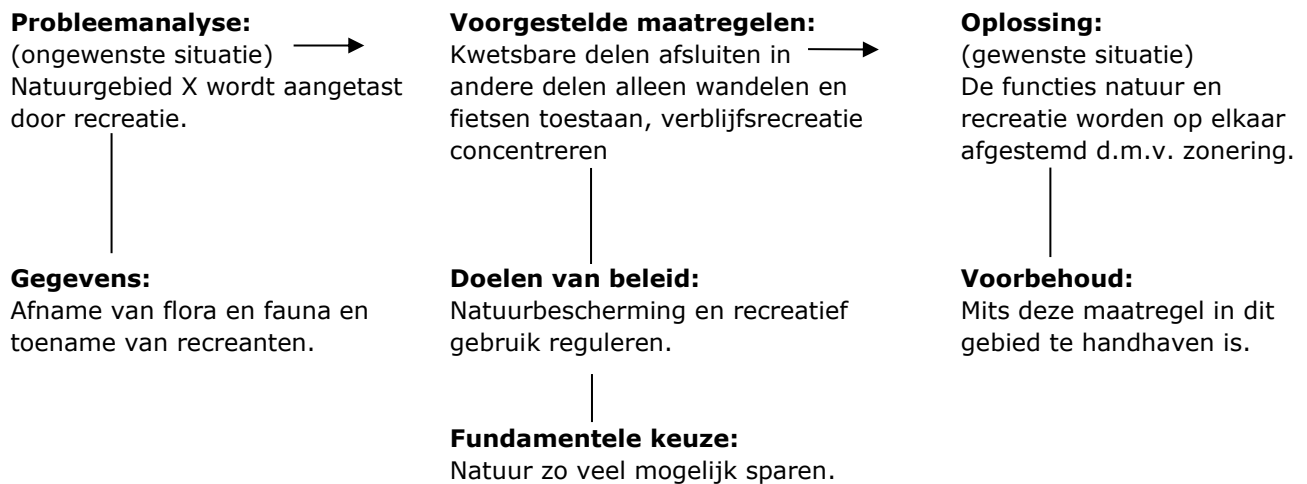 Probleemanalyse:
(ongewenste situatie)
Natuurgebied X wordt aangetast
door recreatie.
Voorgestelde maatregelen:
Kwetsbare delen afsluiten in
andere delen alleen wandelen en
fietsen toestaan, verblijfsrecreatie
concentreren
Oplossing:
(gewenste situatie)
De functies natuur en
recreatie worden op elkaar
afgestemd d.m.v. zonering.
Gegevens:
Afname van flora en fauna en
toename van recreanten.
Doelen van beleid:
Natuurbescherming en recreatief
gebruik reguleren.
Voorbehoud:
Mits deze maatregel in dit
gebied te handhaven is.
Fundamentele keuze:
Natuur zo veel mogelijk sparen.